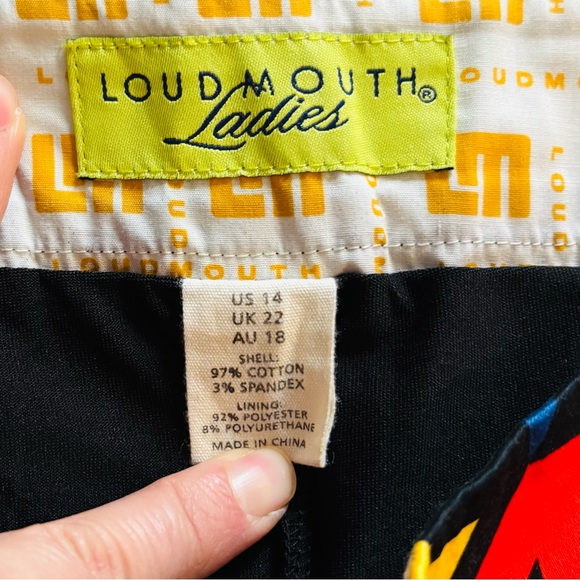 LOUDMOUTH®
Ladies
LOUDMOUTH
US 14
UK 22
AU 18
SHELL:
97% COTTON
3% SPANDEX
LINING:
92% POLYESTER
8% POLYURETHANE
MADE IN CHINA